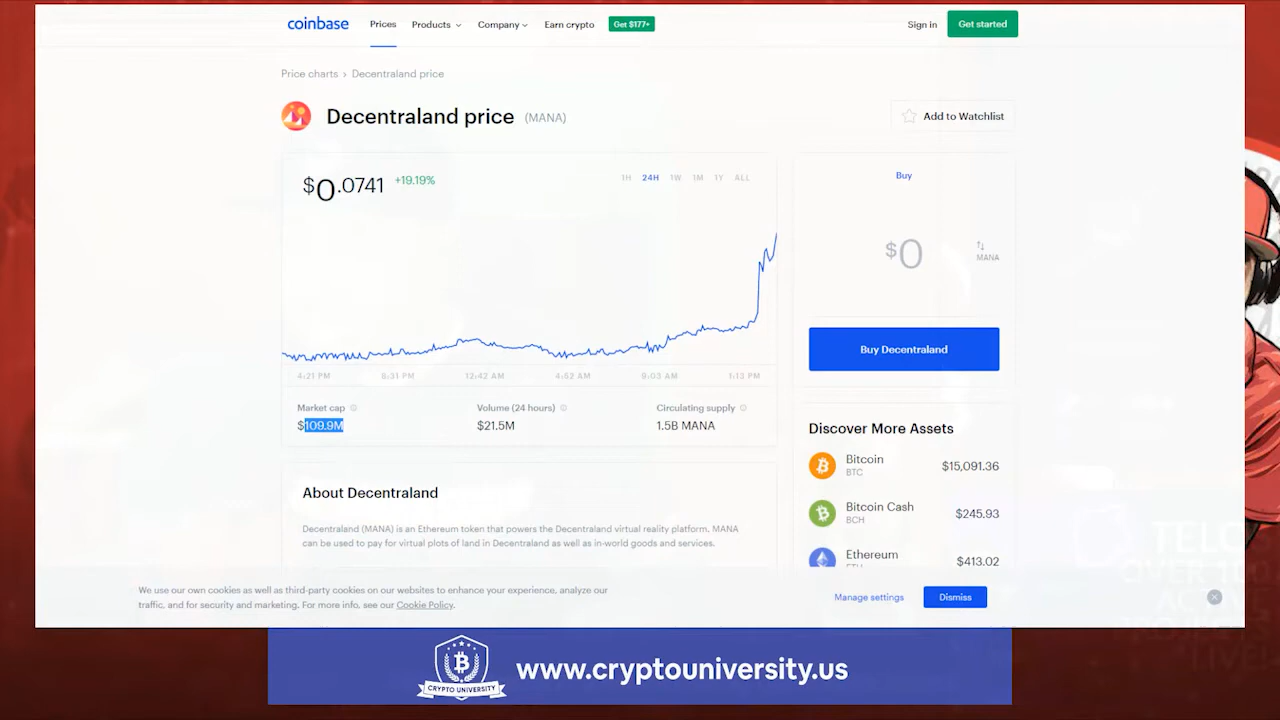 coinbase Prices Products Company Earn crypto Get $177+ Sign in Get started
Price charts › Decentraland price
Decentraland price (MANA)
Add to Watchlist
$0.0741 +19.19%
1H 24H 1W 1M 1Y ALL
4:21 PM 8:31 PM 12:42 AM 4:52 AM 9:03 AM 1:13 PM
Market cap Volume (24 hours) Circulating supply
$109.9M $21.5M 1.5B MANA
Buy
$0
MANA
Buy Decentraland
About Decentraland
Decentraland (MANA) is an Ethereum token that powers the Decentraland virtual reality platform. MANA
can be used to pay for virtual plots of land in Decentraland as well as in-world goods and services.
Discover More Assets
Bitcoin
BTC
$15,091.36
Bitcoin Cash
BCH
$245.93
Ethereum
ETH
$413.02
We use our own cookies as well as third-party cookies on our websites to enhance your experience, analyze our
traffic, and for security and marketing. For more info, see our Cookie Policy.
Manage settings Dismiss
CRYPTO UNIVERSITY
www.cryptouniversity.us